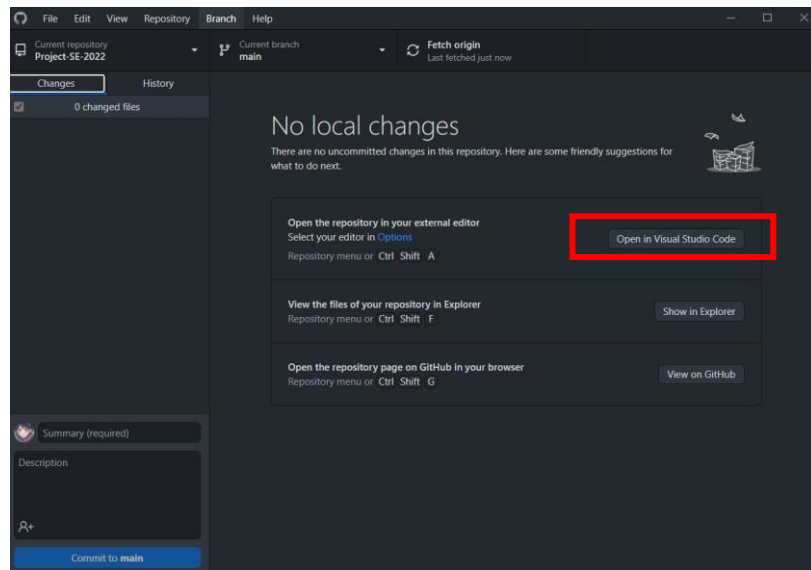 File Edit View Repository Branch Help
Current repository
Project-SE-2022
Current branch
main
Fetch origin
Last fetched just now
Changes History
0 changed files
No local changes
There are no uncommitted changes in this repository. Here are some friendly suggestions for
what to do next.
Open the repository in your external editor
Select your editor in Options
Repository menu or Ctrl Shift A
Open in Visual Studio Code
View the files of your repository in Explorer
Repository menu or Ctrl Shift F
Show in Explorer
Open the repository page on GitHub in your browser
Repository menu or Ctrl Shift G
View on GitHub
Summary (required)
Description
Commit to main